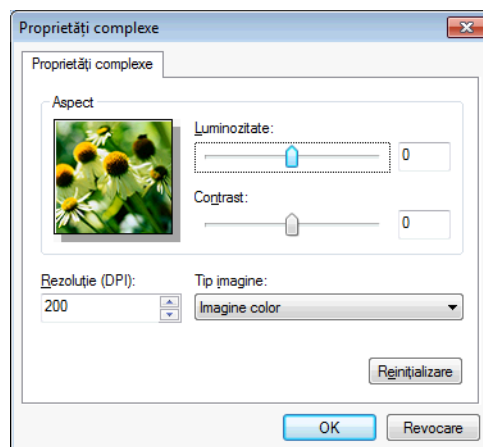 Proprietăți complexe
Proprietăți complexe
Aspect
Luminozitate:
0
Contrast:
0
Rezoluție (DPI):
Tip imagine:
200
Imagine color
Reinițializare
OK
Revocare